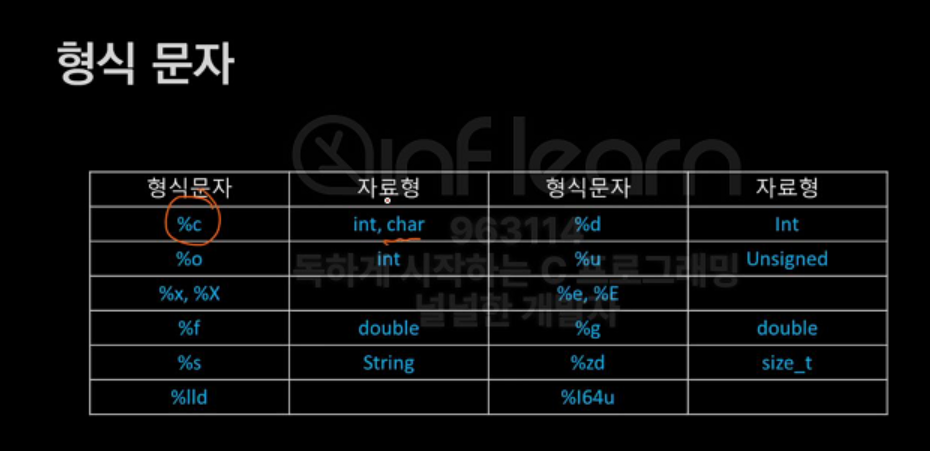 형식 문자
inf learn
형식문자 자료형 형식문자 자료형
%c int, char %d Int
%o int %u Unsigned
%x, %X %e, %E
%f double %g double
%s String %zd size_t
%lld %I64u
963114
독하게 시작하는 C 프로그래밍
널널한 개발자